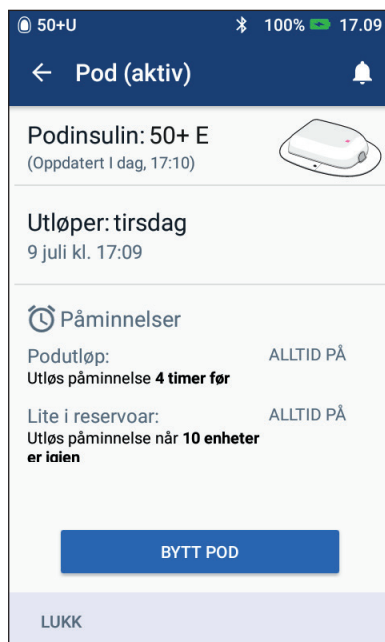 50+U 100% 17.09
Pod (aktiv)
Podinsulin: 50+ E
(Oppdatert I dag, 17:10)
Utløper: tirsdag
9 juli kl. 17:09
Påminnelser
Podutløp: ALLTID PÅ
Utløs påminnelse 4 timer før
Lite i reservoar: ALLTID PÅ
Utløs påminnelse når 10 enheter
er igjen
BYTT POD
LUKK